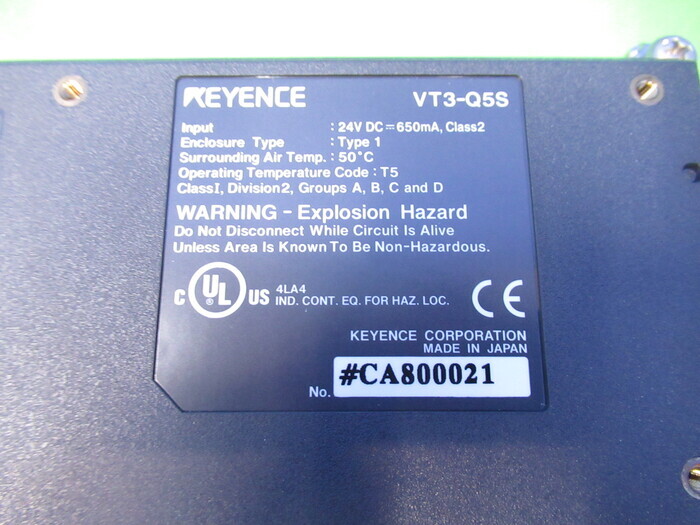 KEYENCE VT3-Q5S
Input : 24V DC⎓650mA, Class2
Enclosure Type : Type 1
Surrounding Air Temp. : 50°C
Operating Temperature Code : T5
ClassI, Division2, Groups A, B, C and D
WARNING - Explosion Hazard
Do Not Disconnect While Circuit Is Alive
Unless Area Is Known To Be Non-Hazardous.
C UL US 4LA4
IND. CONT. EQ. FOR HAZ. LOC. CE
KEYENCE CORPORATION
MADE IN JAPAN
No. #CA800021